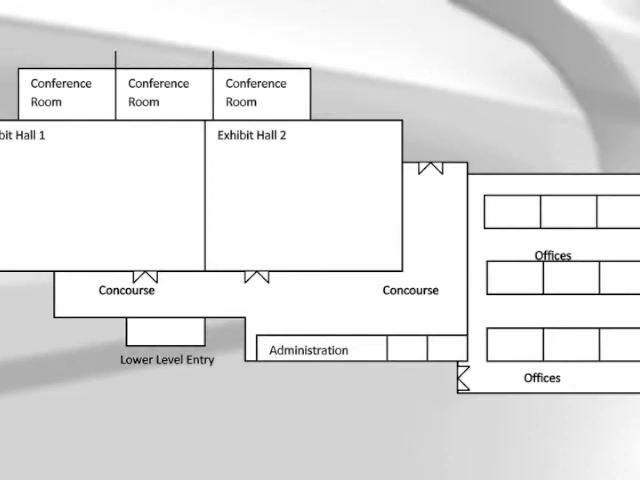 Conference Conference Conference
Room Room Room
bit Hall 1
Exhibit Hall 2
Offices
Concourse
Concourse
Administration
Lower Level Entry
Offices